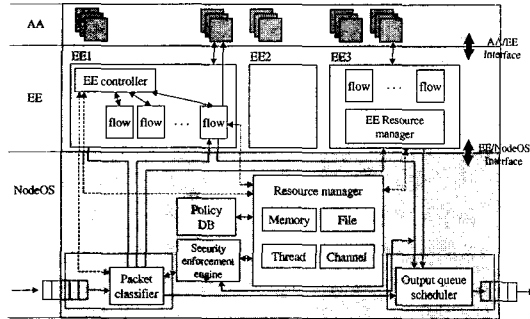 AA
AA/EE
Interface
EE1
EE2
EE3
EE controller
flow
flow
...
flow
flow
...
flow
EE Resource
manager
EE
EE/NodeOS
Interface
NodeOS
Resource manager
Memory
File
Thread
Channel
Policy
DB
Security
enforcement
engine
Packet
classifier
Output queue
scheduler